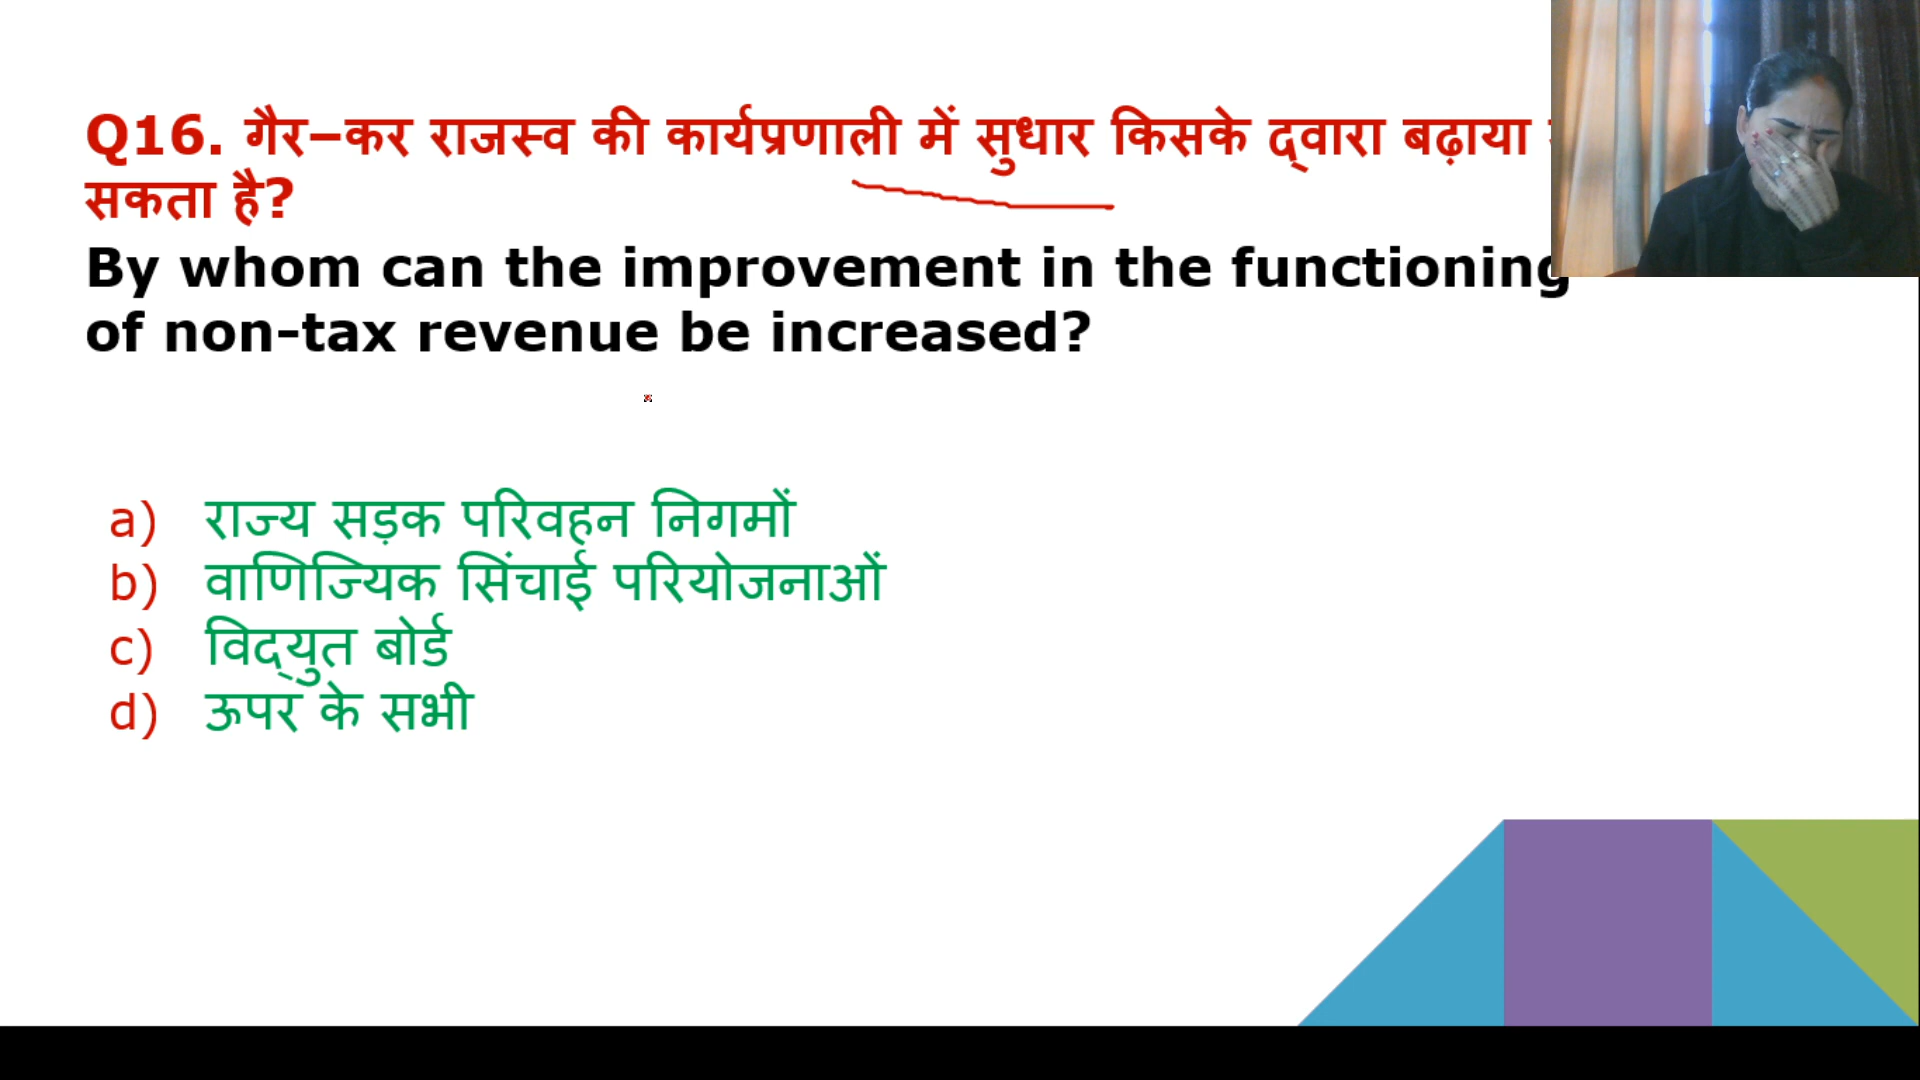 Q16. गैर–कर राजस्व की कार्यप्रणाली में सुधार किसके द्वारा बढ़ाया
सकता है?
By whom can the improvement in the functioning
of non-tax revenue be increased?
a) राज्य सड़क परिवहन निगमों
b) वाणिज्यिक सिंचाई परियोजनाओं
c) विद्युत बोर्ड
d) ऊपर के सभी